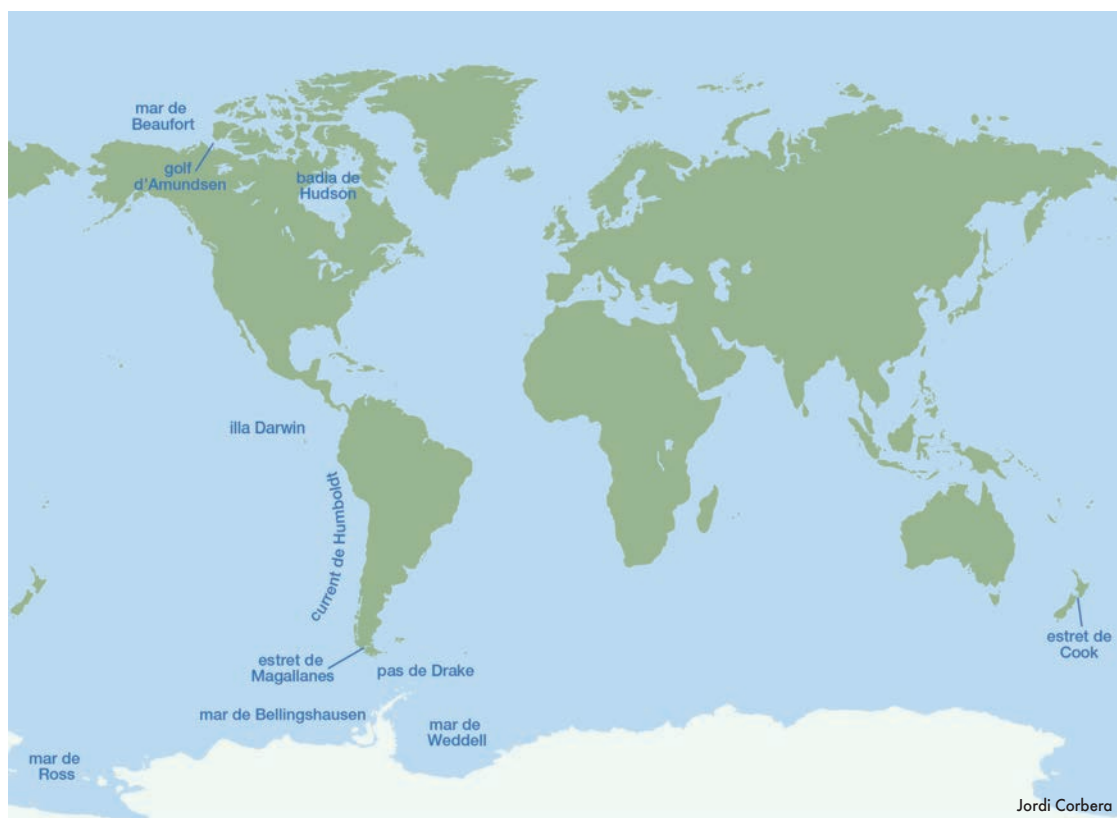 mar de
Beaufort
golf
d'Amundsen
badia de
Hudson
illa Darwin
current de Humboldt
estret de
Magallanes
pas de Drake
estret de
Cook
mar de Bellingshausen
mar de
Weddell
mar de
Ross
Jordi Corbera